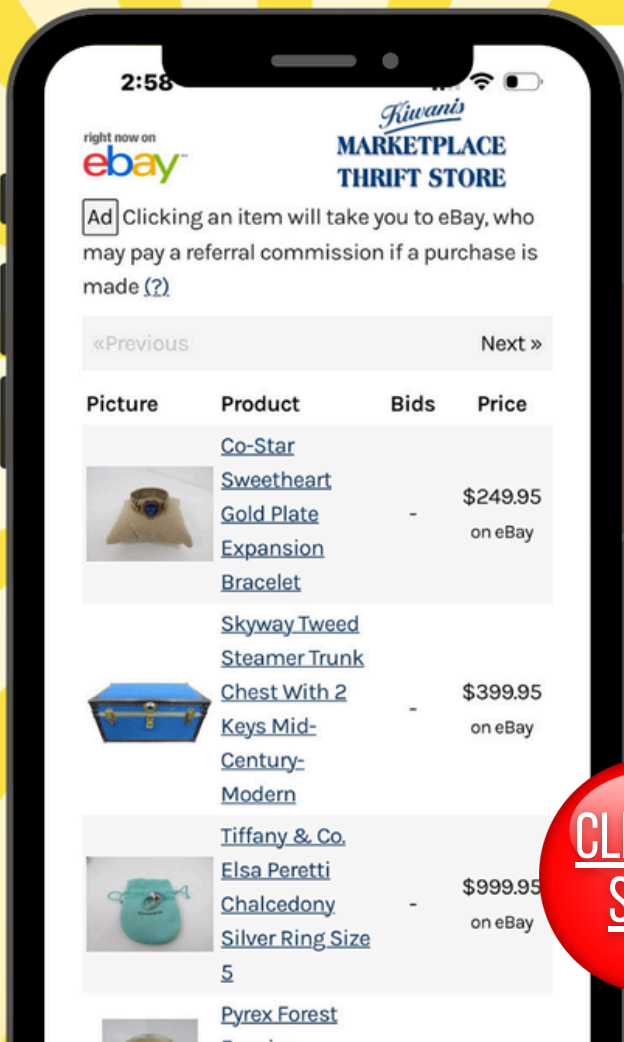 2:58
right now on
ebay™
Kiwanis
MARKETPLACE
THRIFT STORE
Ad Clicking an item will take you to eBay, who
may pay a referral commission if a purchase is
made (?)
«Previous Next »
Picture Product Bids Price
Co-Star
Sweetheart
Gold Plate
Expansion
Bracelet
-
$249.95
on eBay
Skyway Tweed
Steamer Trunk
Chest With 2
Keys Mid-
Century-
Modern
-
$399.95
on eBay
Tiffany & Co.
Elsa Peretti
Chalcedony
Silver Ring Size
5
-
$999.95
on eBay
Pyrex Forest